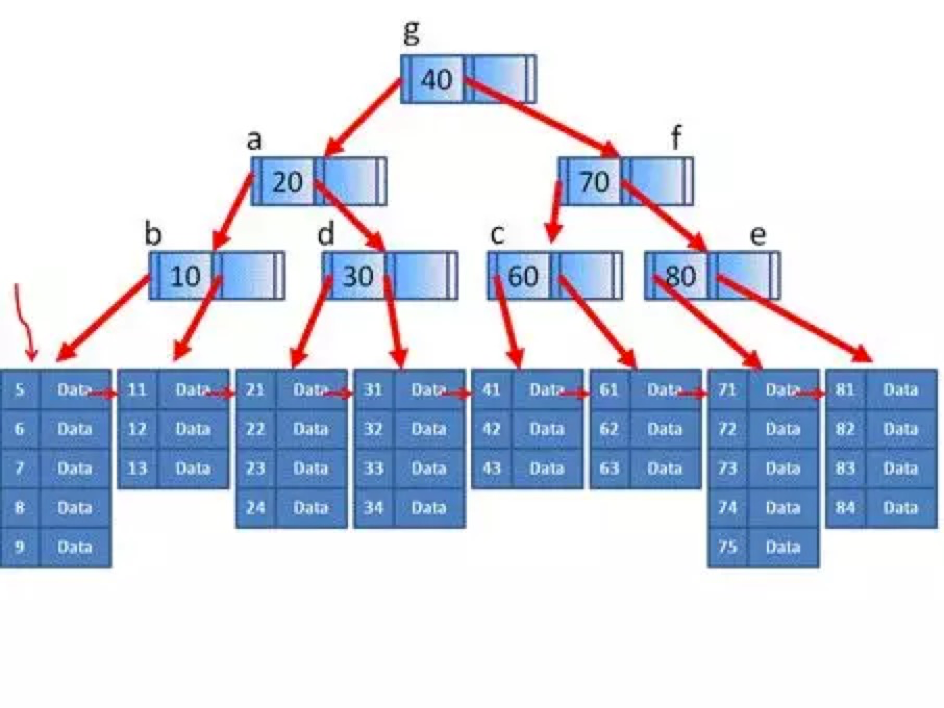 g
40
a
f
20
70
b
d
c
e
10
30
60
80
5 Data 11 Data 21 Data 31 Data 41 Data 61 Data 71 Data 81 Data
6 Data 12 Data 22 Data 32 Data 42 Data 62 Data 72 Data 82 Data
7 Data 13 Data 23 Data 33 Data 43 Data 63 Data 73 Data 83 Data
8 Data 24 Data 34 Data 74 Data 84 Data
9 Data 75 Data